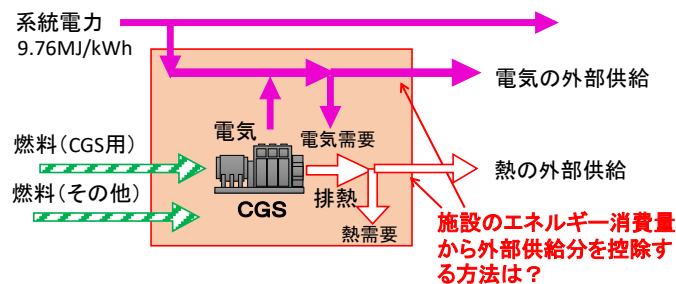 系統電力
9.76MJ/kWh
電気の外部供給
電気
電気需要
燃料（CGS用）
熱の外部供給
燃料（その他）
CGS
排熱
熱需要
施設のエネルギー消費量
から外部供給分を控除す
る方法は？